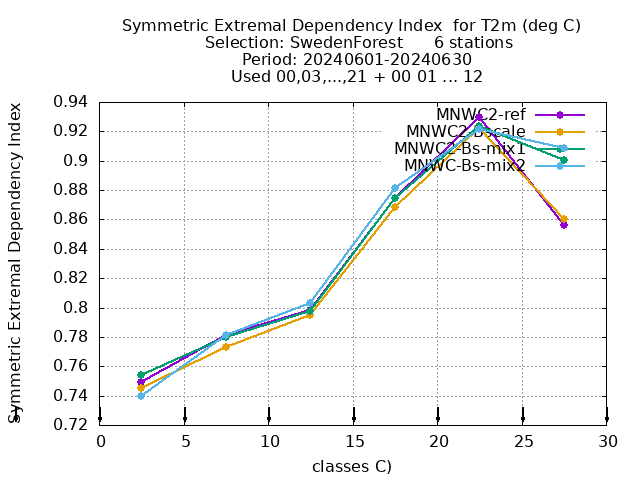 Symmetric Extremal Dependency Index  for T2m (deg C)
Selection: SwedenForest      6 stations
Period: 20240601-20240630
Used 00,03,...,21 + 00 01 ... 12
Symmetric Extremal Dependency Index
0.94
0.92
0.9
0.88
0.86
0.84
0.82
0.8
0.78
0.76
0.74
0.72
MNWC2-ref
MNWC2-Bscale
MNWC2-Bs-mix1
MNWC-Bs-mix2
0 5 10 15 20 25 30
classes C)